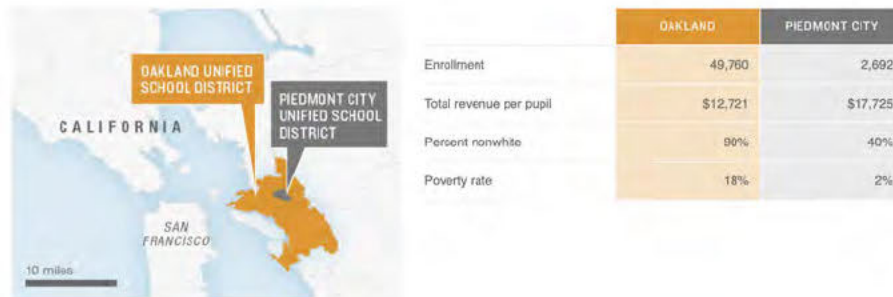 OAKLAND UNIFIED
SCHOOL DISTRICT
PIEDMONT CITY
UNIFIED SCHOOL
DISTRICT
CALIFORNIA
SAN
FRANCISCO
10 miles
OAKLAND PIEDMONT CITY
Enrollment 49,760 2,692
Total revenue per pupil $12,721 $17,725
Percent nonwhite 90% 40%
Poverty rate 18% 2%